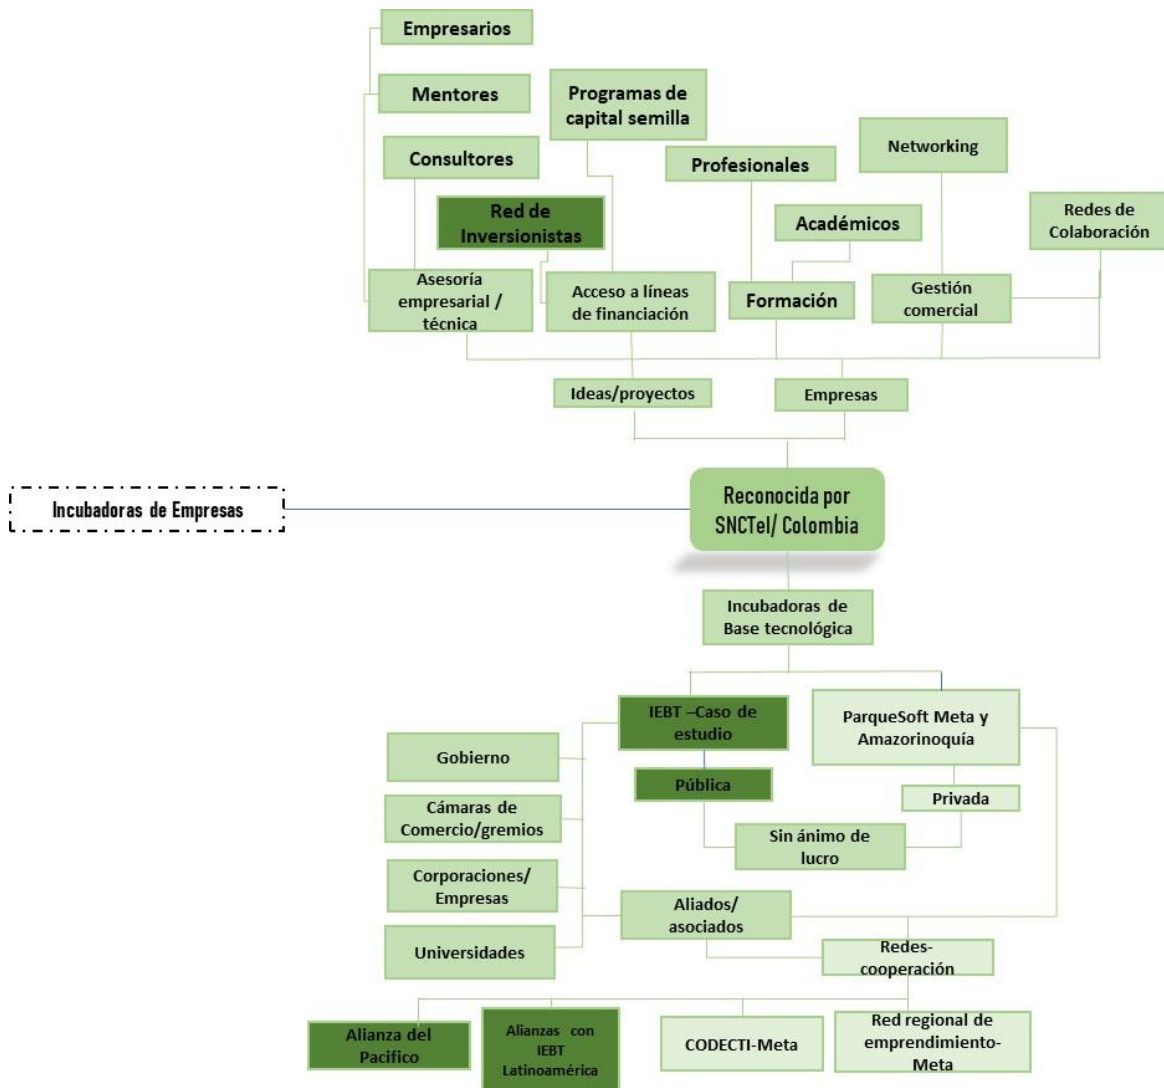 Empresarios
Mentores
Programas de
capital semilla
Networking
Consultores
Profesionales
Red de
Inversionistas
Académicos
Redes de
Colaboración
Asesoría
empresarial /
técnica
Acceso a líneas
de financiación
Formación
Gestión
comercial
Ideas/proyectos
Empresas
Incubadoras de Empresas
Reconocida por
SNCTeI/ Colombia
Incubadoras de
Base tecnológica
IEBT –Caso de
estudio
ParqueSoft Meta y
Amazorinoquía
Gobierno
Pública
Privada
Cámaras de
Comercio/gremios
Sin ánimo de
lucro
Corporaciones/
Empresas
Aliados/
asociados
Universidades
Redes-
cooperación
Alianza del
Pacifico
Alianzas con
IEBT
Latinoamérica
CODECTI-Meta
Red regional de
emprendimiento-
Meta